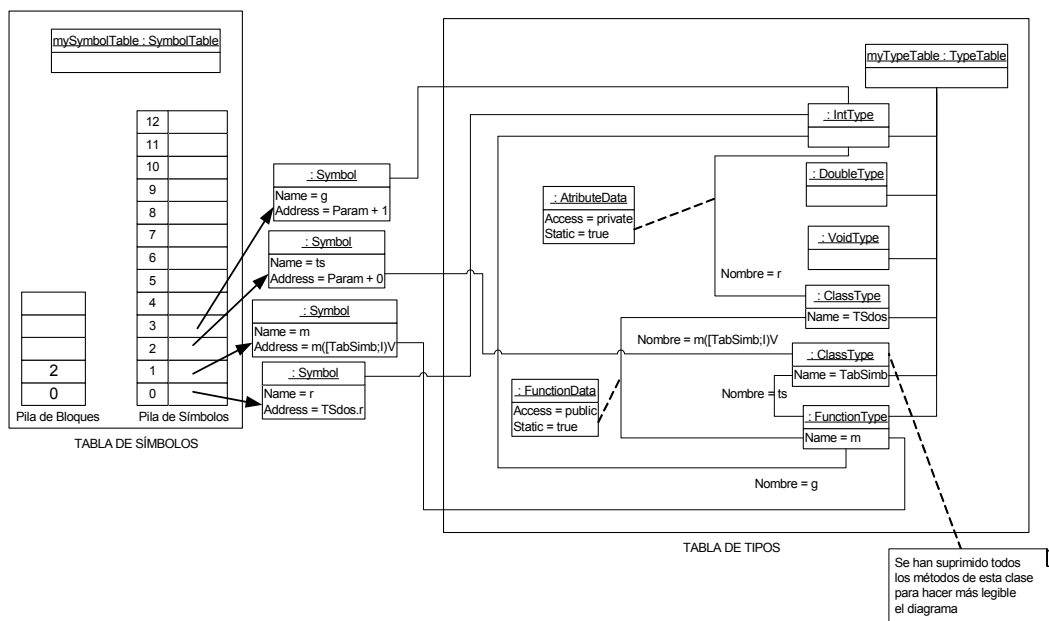 mySymbolTable : SymbolTable
12
11
10
9
8
7
6
5
4
3
2
1
0
2
0
Pila de Bloques
Pila de Símbolos
TABLA DE SÍMBOLOS
: Symbol
Name = g
Address = Param + 1
: Symbol
Name = ts
Address = Param + 0
: Symbol
Name = m
Address = m([TabSimb;I)V
: Symbol
Name = r
Address = TSdos.r
myTypeTable : TypeTable
: IntType
: DoubleType
: AtributeData
Access = private
Static = true
: VoidType
Nombre = r
: ClassType
Name = TSdos
Nombre = m([TabSimb;I)V
: ClassType
Name = TabSimb
: FunctionData
Access = public
Static = true
Nombre = ts
: FunctionType
Name = m
Nombre = g
TABLA DE TIPOS
Se han suprimido todos
los métodos de esta clase
para hacer más legible
el diagrama